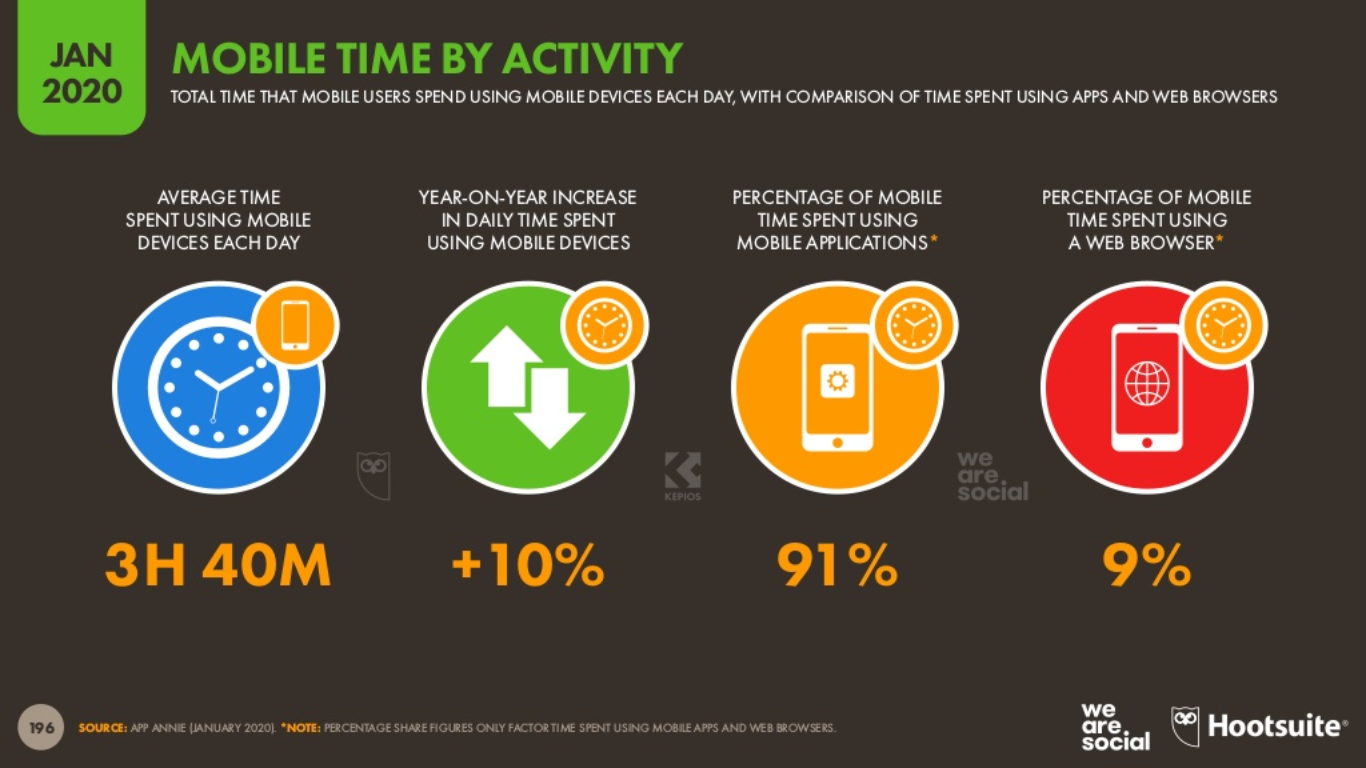 JAN
2020
MOBILE TIME BY ACTIVITY
TOTAL TIME THAT MOBILE USERS SPEND USING MOBILE DEVICES EACH DAY, WITH COMPARISON OF TIME SPENT USING APPS AND WEB BROWSERS
AVERAGE TIME
SPENT USING MOBILE
DEVICES EACH DAY
3H 40M
YEAR-ON-YEAR INCREASE
IN DAILY TIME SPENT
USING MOBILE DEVICES
+10%
PERCENTAGE OF MOBILE
TIME SPENT USING
MOBILE APPLICATIONS*
91%
PERCENTAGE OF MOBILE
TIME SPENT USING
A WEB BROWSER*
9%
KEPIOS
we
are
social
196
SOURCE: APP ANNIE (JANUARY 2020). *NOTE: PERCENTAGE SHARE FIGURES ONLY FACTOR TIME SPENT USING MOBILE APPS AND WEB BROWSERS.
we
are
social
Hootsuite®